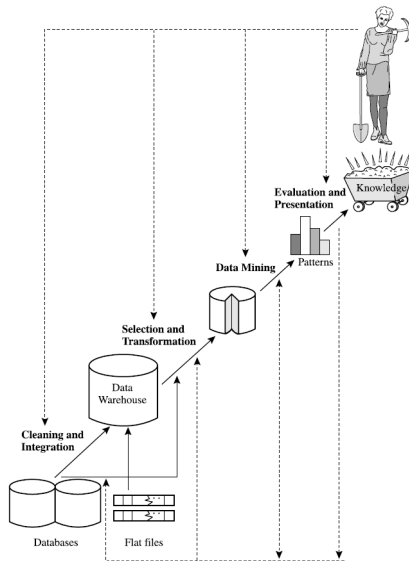 Evaluation and
Presentation
Knowledge
Patterns
Data Mining
Selection and
Transformation
Data
Warehouse
Cleaning and
Integration
Databases
Flat files